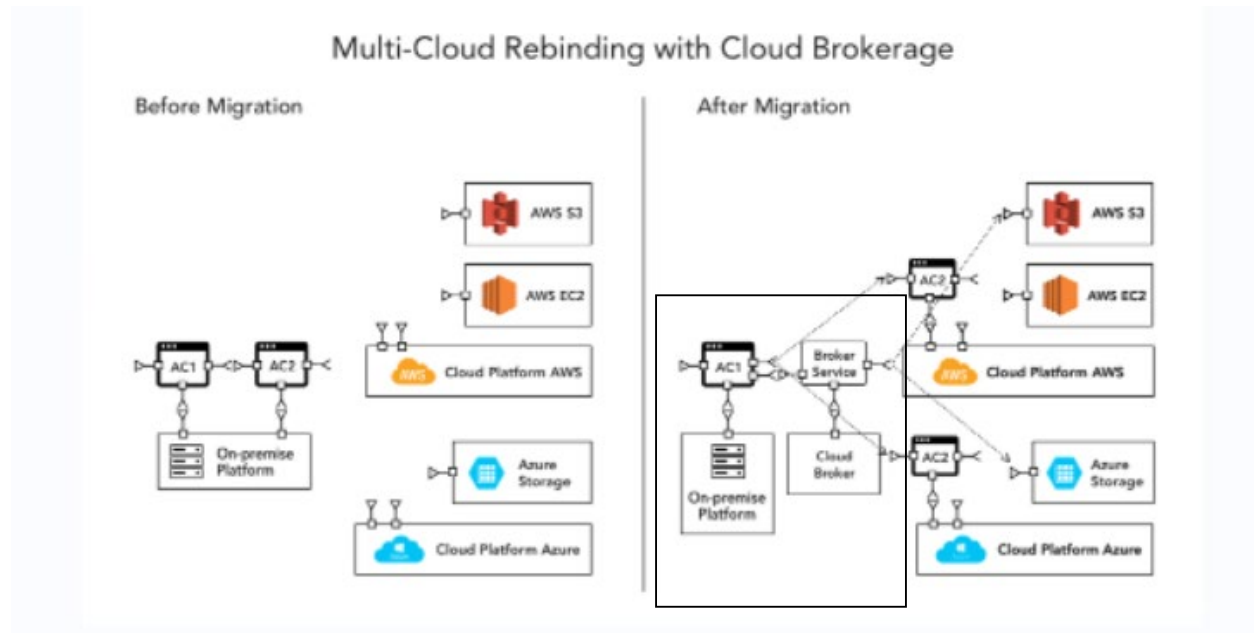 Multi-Cloud Rebinding with Cloud Brokerage
Before Migration
After Migration
AWS S3
AWS EC2
AC1
AC2
AWS
Cloud Platform AWS
On-premise
Platform
Azure
Storage
Cloud Platform Azure
AWS S3
AC2
AWS EC2
AC1
Broker
Service
AWS
Cloud Platform AWS
On-premise
Platform
Cloud
Broker
AC2
Azure
Storage
Cloud Platform Azure